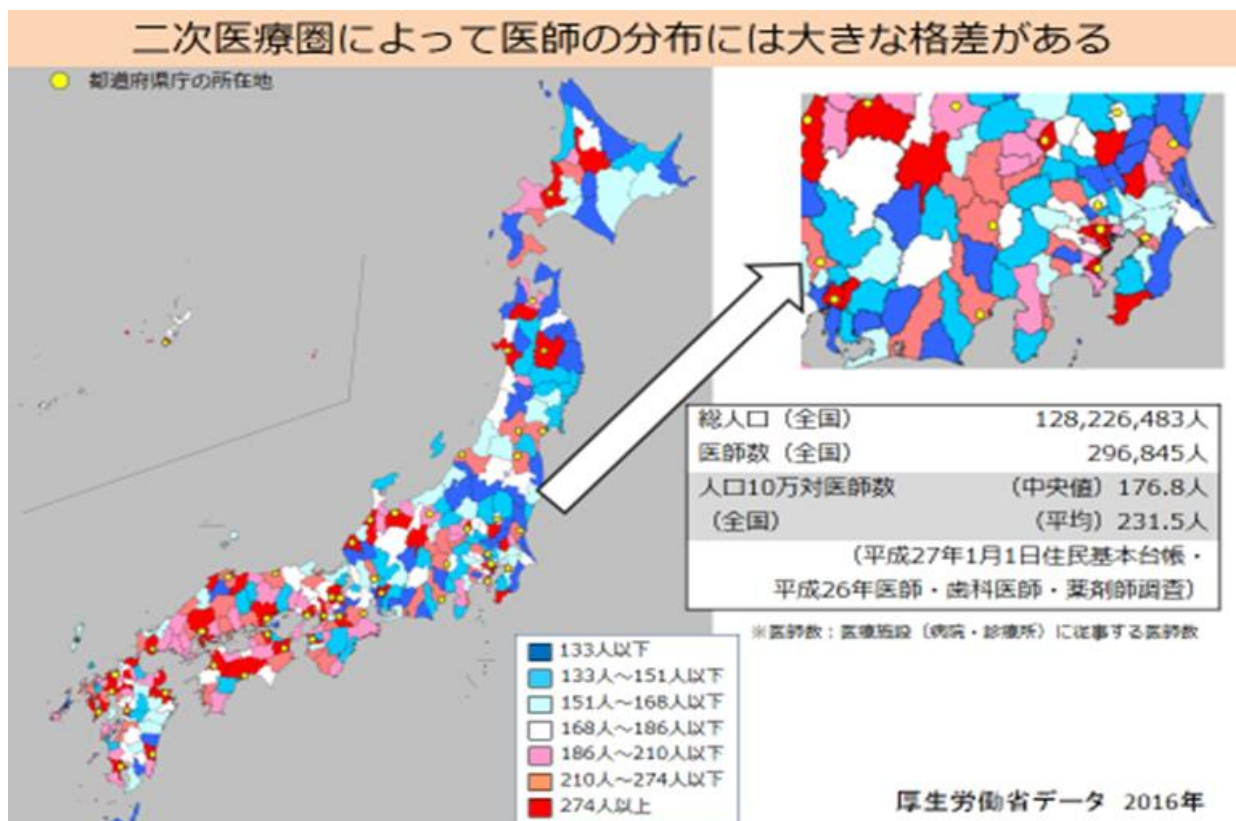 二次医療圏によって医師の分布には大きな格差がある
都道府県庁の所在地
総人口（全国） 128,226,483人
医師数（全国） 296,845人
人口10万対医師数 （中央値）176.8人
（全国） （平均）231.5人
（平成27年1月1日住民基本台帳・
平成26年医師・歯科医師・薬剤師調査）
※医師数：医療施設（病院・診療所）に従事する医師数
133人以下
133人～151人以下
151人～168人以下
168人～186人以下
186人～210人以下
210人～274人以下
274人以上
厚生労働省データ 2016年